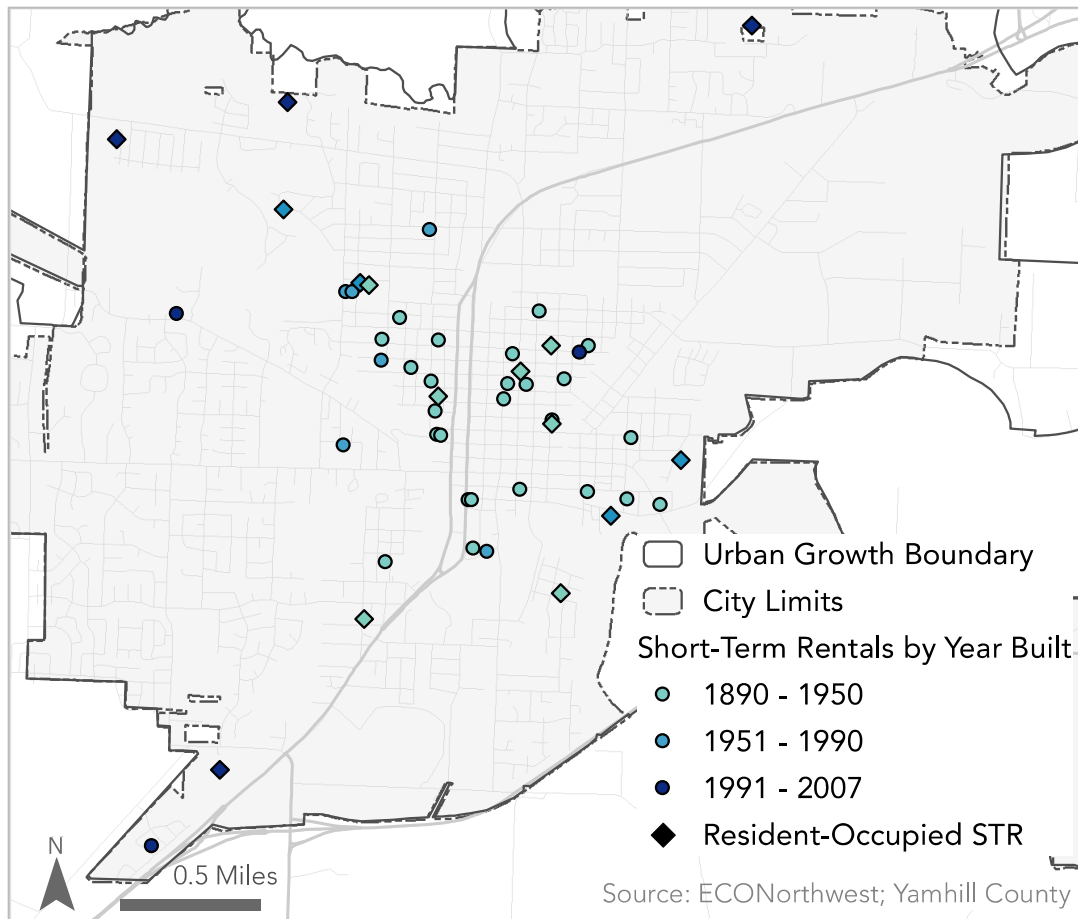 Urban Growth Boundary
City Limits
Short-Term Rentals by Year Built
1890 - 1950
1951 - 1990
1991 - 2007
Resident-Occupied STR
N
0.5 Miles
Source: ECONorthwest; Yamhill County